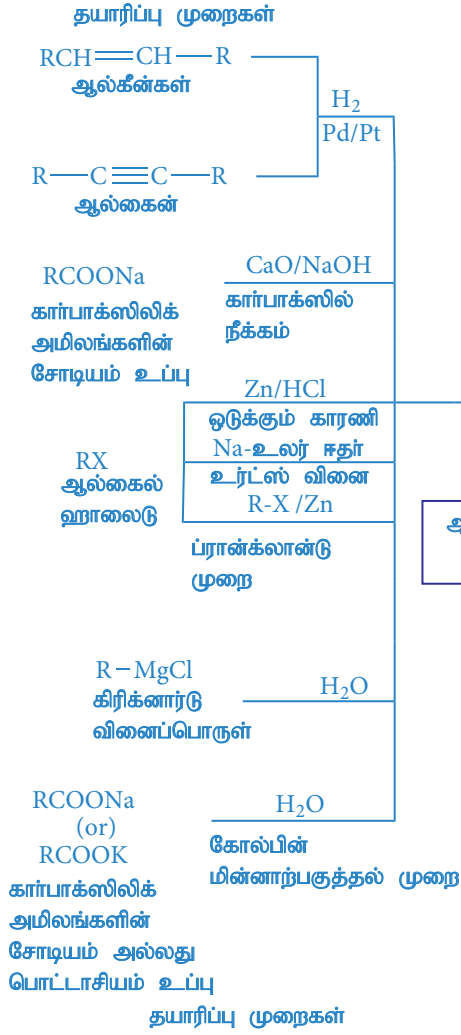 தயாரிப்பு முறைகள்
RCH=CH—R
ஆல்கீன்கள்
H₂
Pd/Pt
R—C≡C—R
ஆல்கைன்
RCOONa
கார்பாக்ஸிலிக்
அமிலங்களின்
சோடியம் உப்பு
CaO/NaOH
கார்பாக்ஸில்
நீக்கம்
Zn/HCl
ஒடுக்கும் காரணி
Na-உலர் ஈதர்
உர்ட்ஸ் வினை
R-X /Zn
RX
ஆல்கைல்
ஹாலைடு
ப்ரான்க்லான்டு
முறை
R–MgCl
கிரிக்னார்டு
வினைப்பொருள்
H₂O
RCOONa
(or)
RCOOK
கார்பாக்ஸிலிக்
அமிலங்களின்
சோடியம் அல்லது
பொட்டாசியம் உப்பு
H₂O
கோல்பின்
மின்னாற்பகுத்தல் முறை
தயாரிப்பு முறைகள்